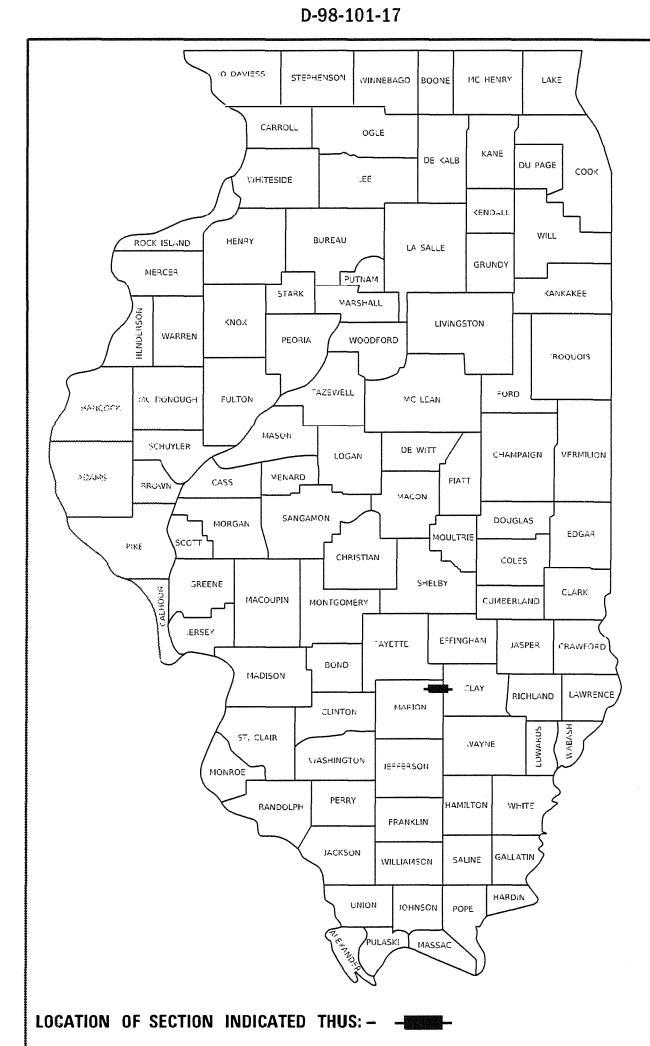 D-98-101-17
JO DAVIESS
STEPHENSON
WINNEBAGO
BOONE
MC HENRY
LAKE
CARROLL
OGLE
DE KALB
KANE
DU PAGE
COOK
WHITESIDE
LEE
KENDALL
WILL
ROCK ISLAND
HENRY
BUREAU
LA SALLE
GRUNDY
MERCER
PUTNAM
STARK
MARSHALL
KANKAKEE
HENDERSON
WARREN
KNOX
PEORIA
WOODFORD
LIVINGSTON
IROQUOIS
HANCOCK
MC DONOUGH
FULTON
TAZEWELL
MC LEAN
FORD
SCHUYLER
MASON
LOGAN
DE WITT
CHAMPAIGN
VERMILION
ADAMS
BROWN
CASS
MENARD
MACON
PIATT
PIKE
SCOTT
MORGAN
SANGAMON
CHRISTIAN
MOULTRIE
DOUGLAS
EDGAR
COLES
CALHOUN
GREENE
MACOUPIN
MONTGOMERY
SHELBY
CUMBERLAND
CLARK
JERSEY
FAYETTE
EFFINGHAM
JASPER
CRAWFORD
MADISON
BOND
CLAY
RICHLAND
LAWRENCE
CLINTON
MARION
ST. CLAIR
WASHINGTON
JEFFERSON
WAYNE
EDWARDS
WABASH
MONROE
RANDOLPH
PERRY
FRANKLIN
HAMILTON
WHITE
JACKSON
WILLIAMSON
SALINE
GALLATIN
UNION
JOHNSON
POPE
HARDIN
ALEXANDER
PULASKI
MASSAC
LOCATION OF SECTION INDICATED THUS: –